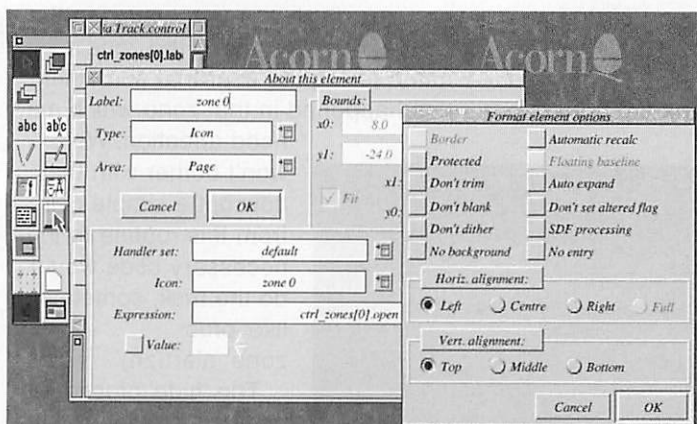 ia Track.control
Acorn
Acorn
ctrl_zones[0].lab
About this element
Label:
zone 0
Type:
Icon
Area:
Page
Cancel
OK
Bounds:
x0:
8.0
y1:
-24.0
x1:
Fit
y0:
Handler set:
default
Icon:
zone 0
Expression:
ctrl_zones[0].open
Value:
abc
abc
Format element options
Border
Automatic recalc
Protected
Floating baseline
Don't trim
Auto expand
Don't blank
Don't set altered flag
Don't dither
SDF processing
No background
No entry
Horiz. alignment:
Left
Centre
Right
Full
Vert. alignment:
Top
Middle
Bottom
Cancel
OK